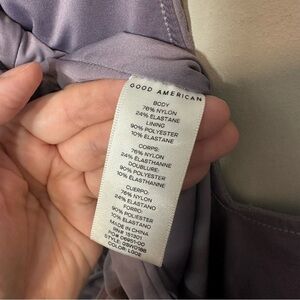 GOOD AMERICAN
BODY
76% NYLON
24% ELASTANE
LINING
90% POLYESTER
10% ELASTANE
CORPS:
76% NYLON
24% ELASTHANNE
DOUBLURE:
90% POLYESTER
10% ELASTHANNE
CUERPO:
76% NYLON
24% ELASTANO
FORRO:
90% POLIESTER
10% ELASTANO
MADE IN CHINA